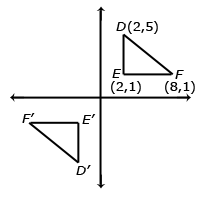 D(2,5)
E F
(2,1) (8,1)
F′ E′
D′